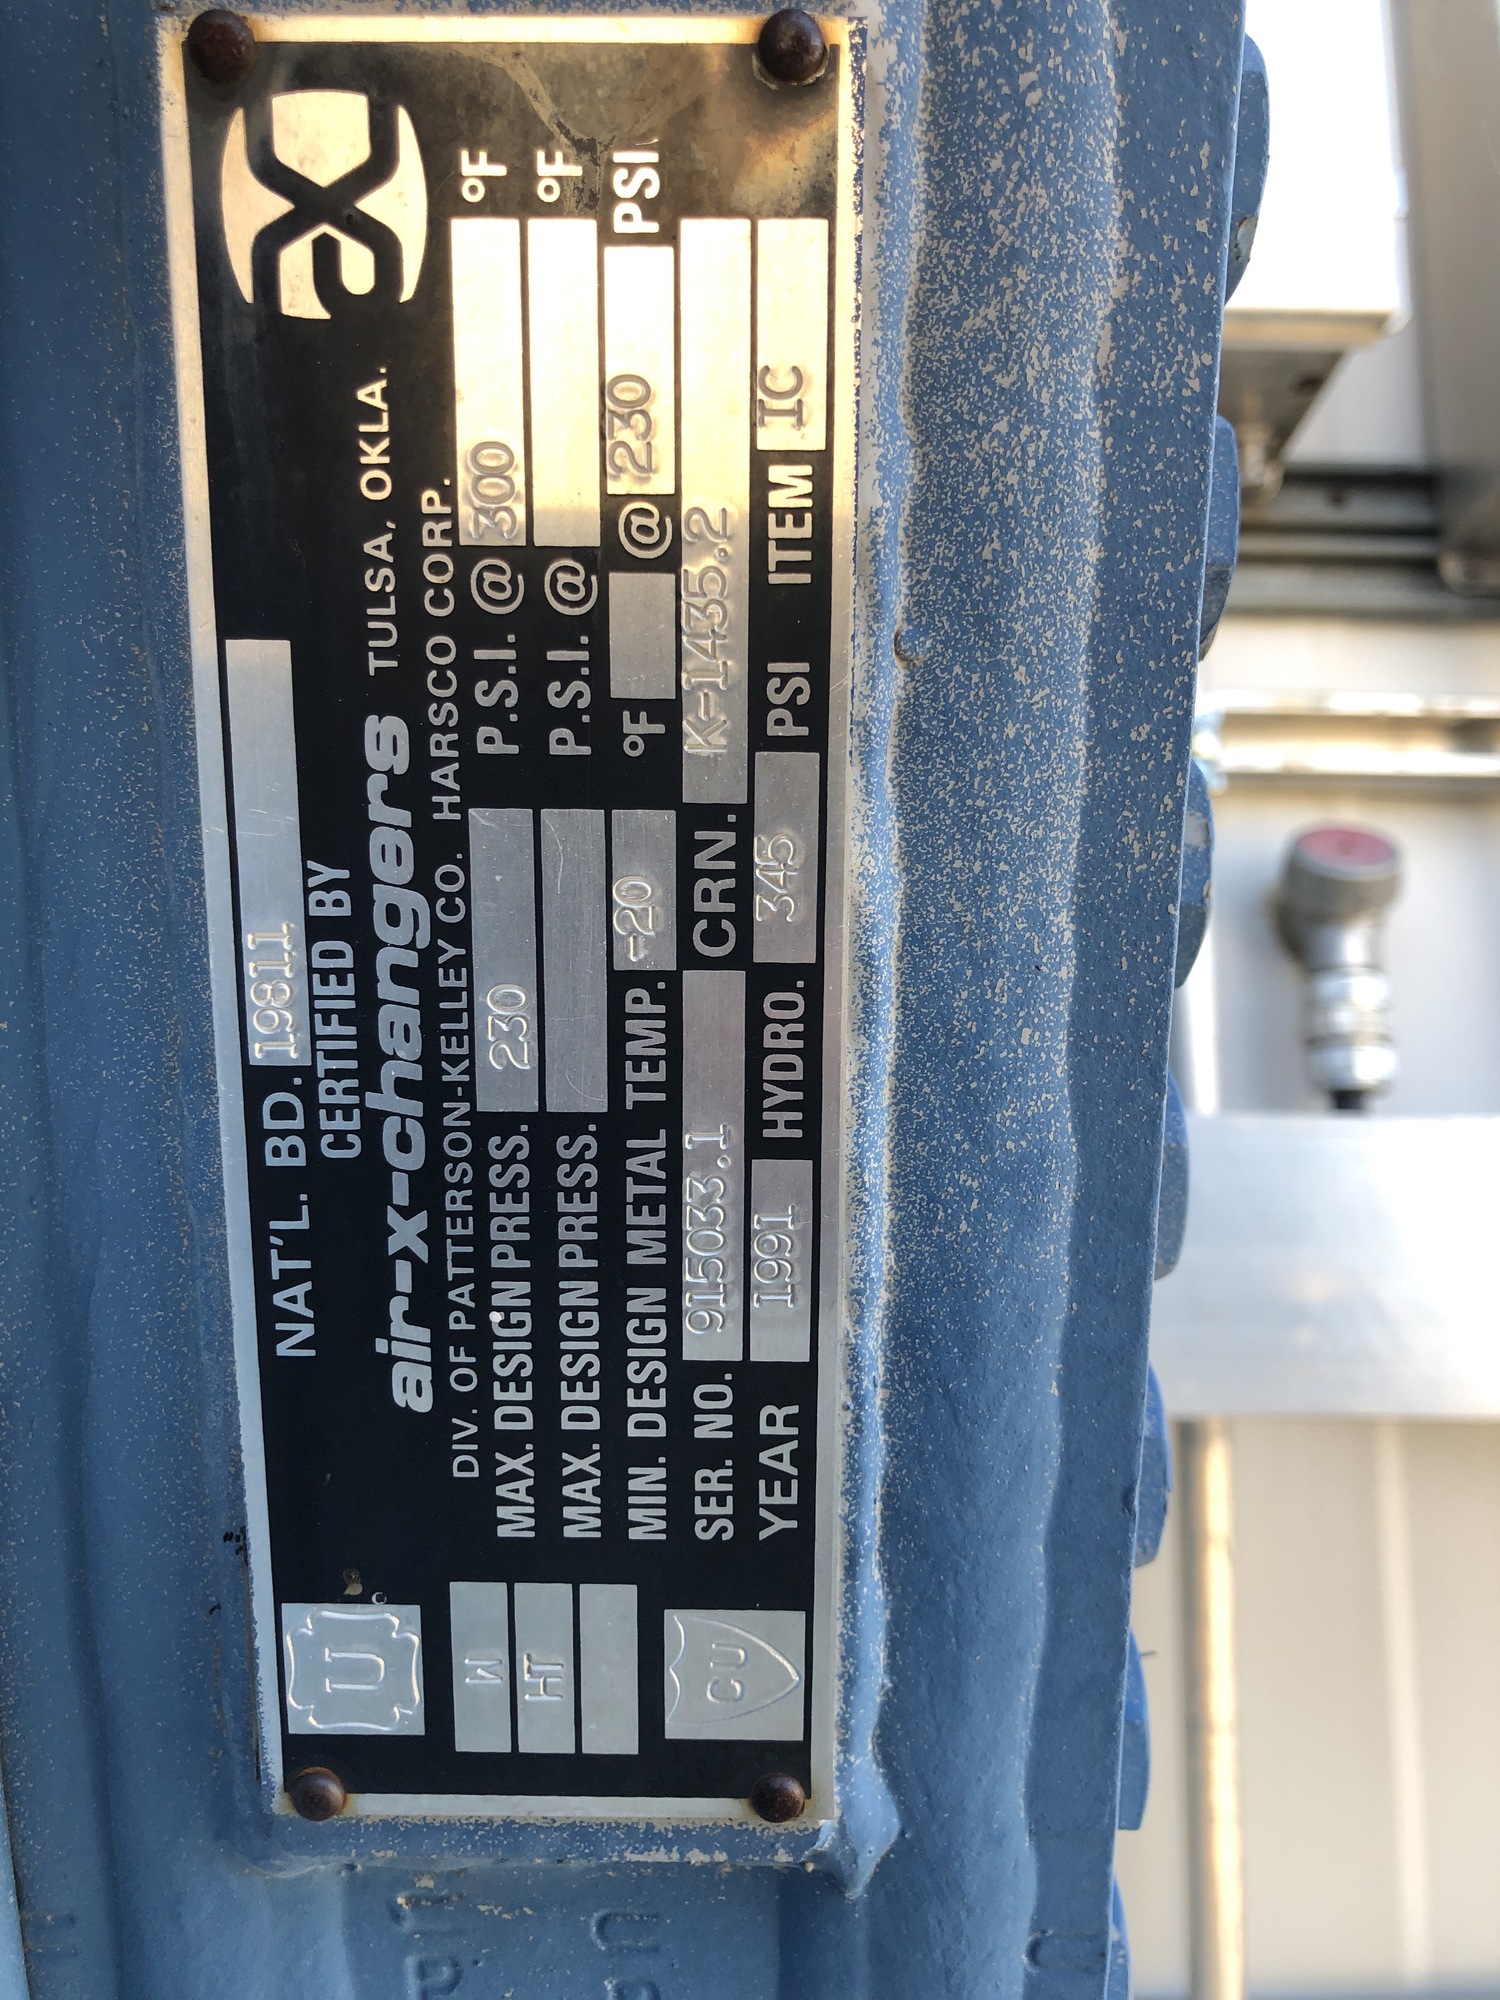 NAT'L. BD. 19811
CERTIFIED BY
air-x-changers TULSA, OKLA.
DIV. OF PATTERSON-KELLEY CO. HARSCO CORP.
MAX. DESIGN PRESS. 230 P.S.I. @ 300 °F
MAX. DESIGN PRESS. P.S.I. @ °F
MIN. DESIGN METAL TEMP. -20 °F @ 230 PSI
SER. NO. 915033.1 CRN. K-1435.2
YEAR 1991 HYDRO. 345 PSI ITEM IC
U
W
HT
CU